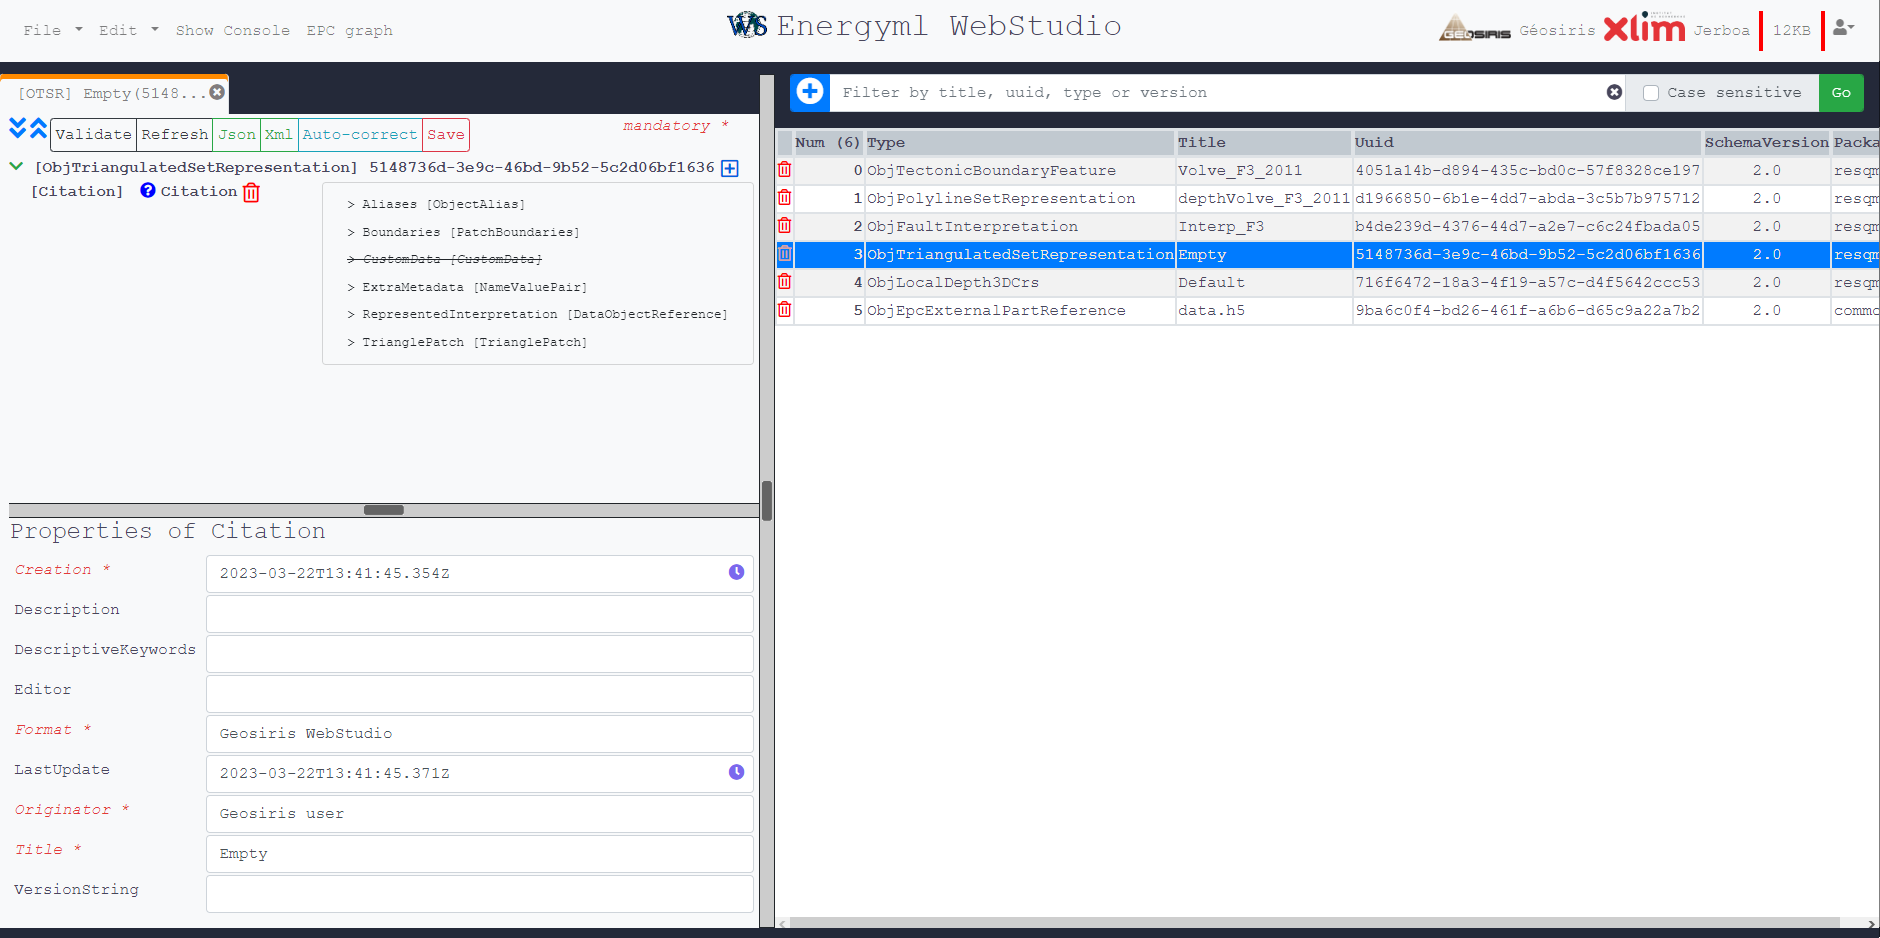 File Edit Show Console EPC graph
WS Energyml WebStudio
GEOSIRIS Géosiris Xlim Jerboa 12KB
[OTSR] Empty(5148...
Validate Refresh Json Xml Auto-correct Save
mandatory *
[ObjTriangulatedSetRepresentation] 5148736d-3e9c-46bd-9b52-5c2d06bf1636
[Citation] ? Citation
> Aliases [ObjectAlias]
> Boundaries [PatchBoundaries]
> CustomData [CustomData]
> ExtraMetadata [NameValuePair]
> RepresentedInterpretation [DataObjectReference]
> TrianglePatch [TrianglePatch]
Properties of Citation
Creation * 2023-03-22T13:41:45.354Z
Description
DescriptiveKeywords
Editor
Format * Geosiris WebStudio
LastUpdate 2023-03-22T13:41:45.371Z
Originator * Geosiris user
Title * Empty
VersionString
Filter by title, uuid, type or version Case sensitive Go
Num (6) Type Title Uuid SchemaVersion Packa
0 ObjTectonicBoundaryFeature Volve_F3_2011 4051a14b-d894-435c-bd0c-57f8328ce197 2.0 resqm
1 ObjPolylineSetRepresentation depthVolve_F3_2011 d1966850-6b1e-4dd7-abda-3c5b7b975712 2.0 resqm
2 ObjFaultInterpretation Interp_F3 b4de239d-4376-44d7-a2e7-c6c24fbada05 2.0 resqm
3 ObjTriangulatedSetRepresentation Empty 5148736d-3e9c-46bd-9b52-5c2d06bf1636 2.0 resqm
4 ObjLocalDepth3DCrs Default 716f6472-18a3-4f19-a57c-d4f5642ccc53 2.0 resqm
5 ObjEpcExternalPartReference data.h5 9ba6c0f4-bd26-461f-a6b6-d65c9a22a7b2 2.0 commo